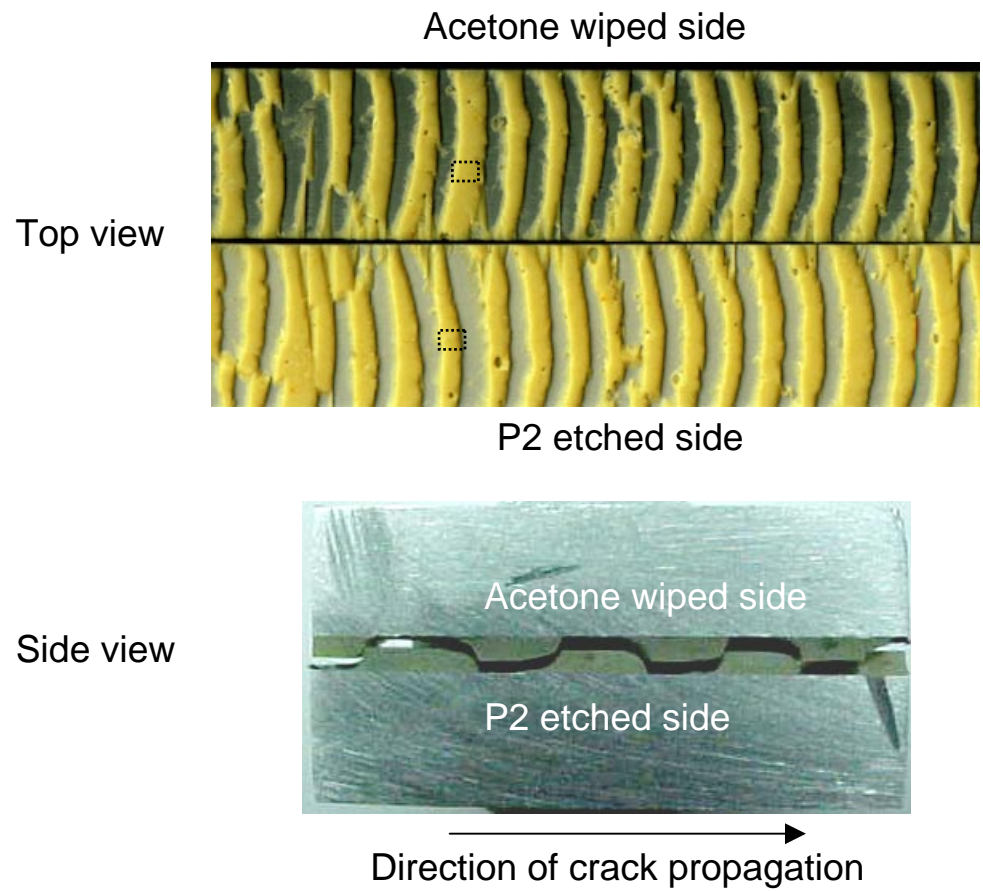 Acetone wiped side
Top view
P2 etched side
Acetone wiped side
Side view
P2 etched side
Direction of crack propagation